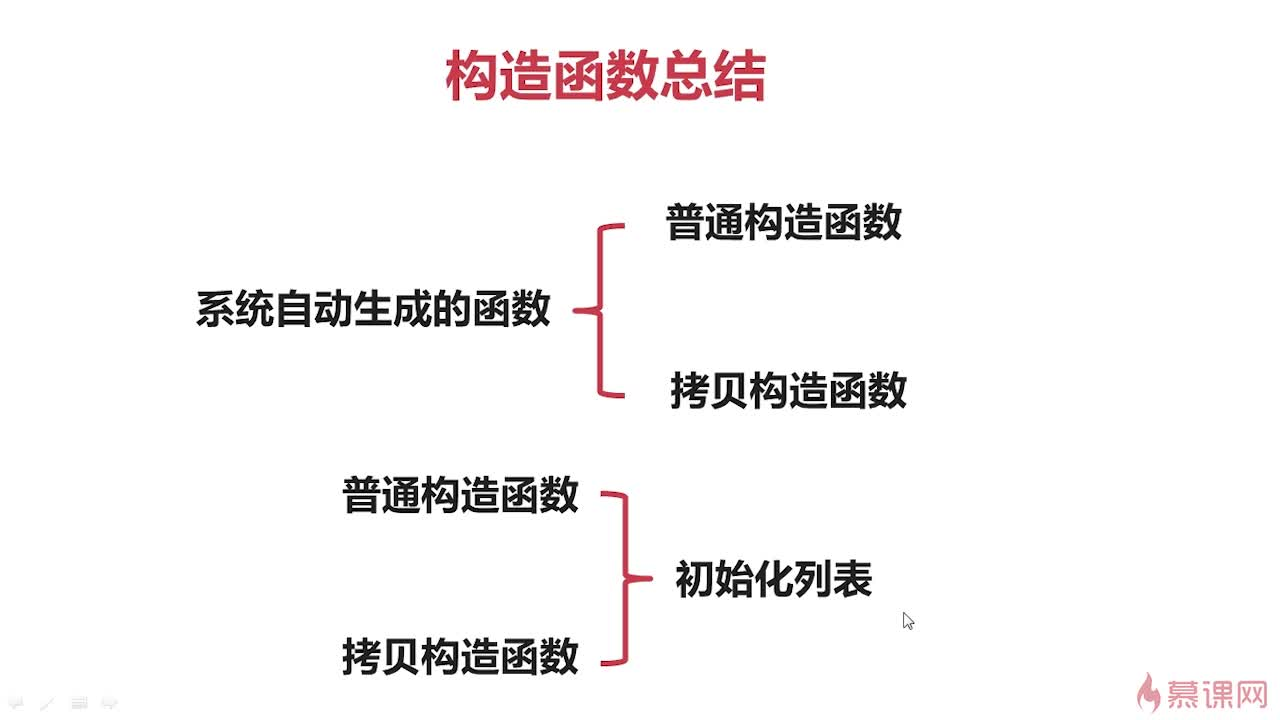 构造函数总结
普通构造函数
系统自动生成的函数
拷贝构造函数
普通构造函数
初始化列表
拷贝构造函数
慕课网